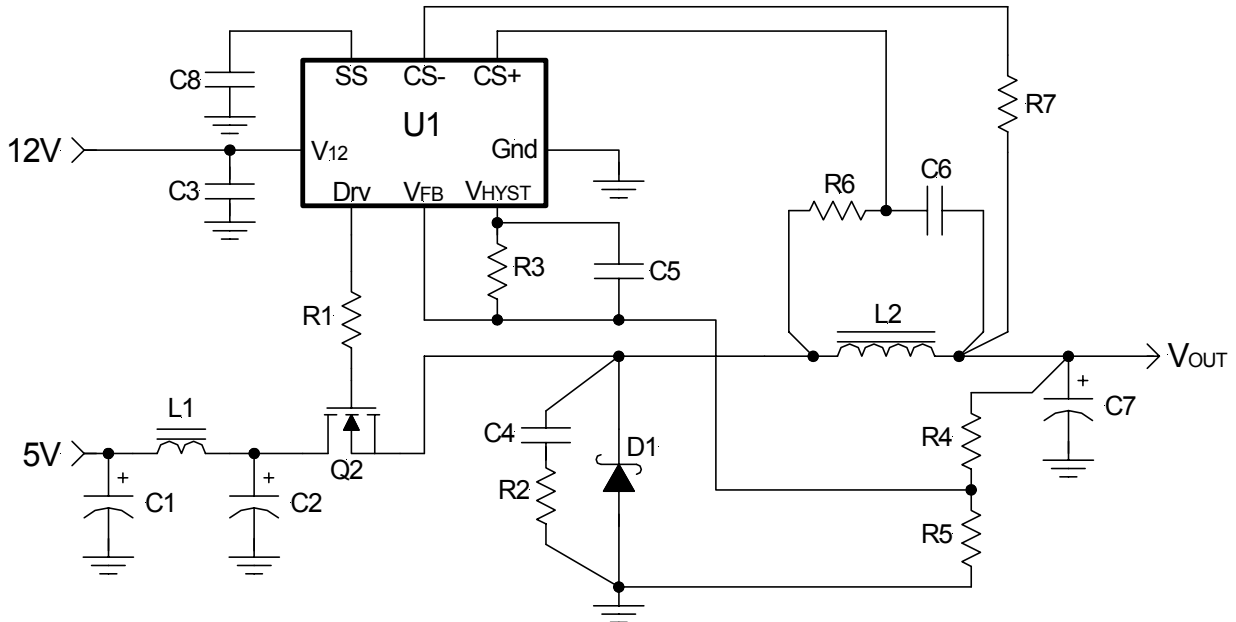 SS
CS-
CS+
C8
R7
U1
12V
V12
Gnd
C3
Drv
VFB
VHYST
R6
C6
R3
C5
R1
L2
VOUT
L1
+
C7
C4
R4
5V
D1
Q2
+
C1
+
C2
R2
R5